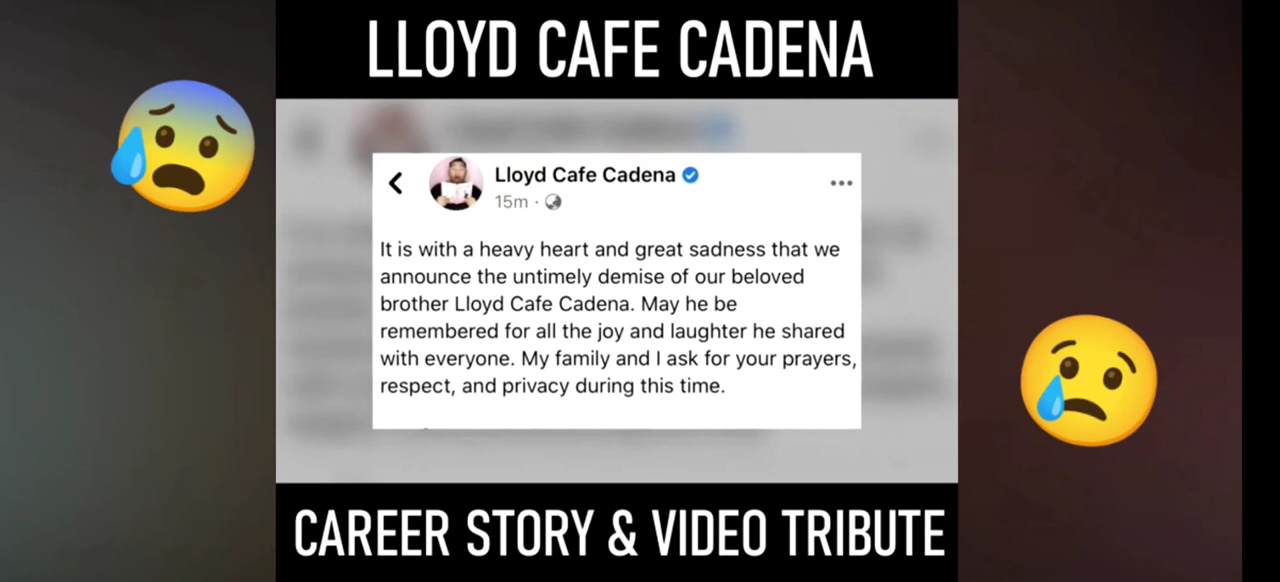 LLOYD CAFE CADENA
Lloyd Cafe Cadena
15m ·
It is with a heavy heart and great sadness that we
announce the untimely demise of our beloved
brother Lloyd Cafe Cadena. May he be
remembered for all the joy and laughter he shared
with everyone. My family and I ask for your prayers,
respect, and privacy during this time.
CAREER STORY & VIDEO TRIBUTE